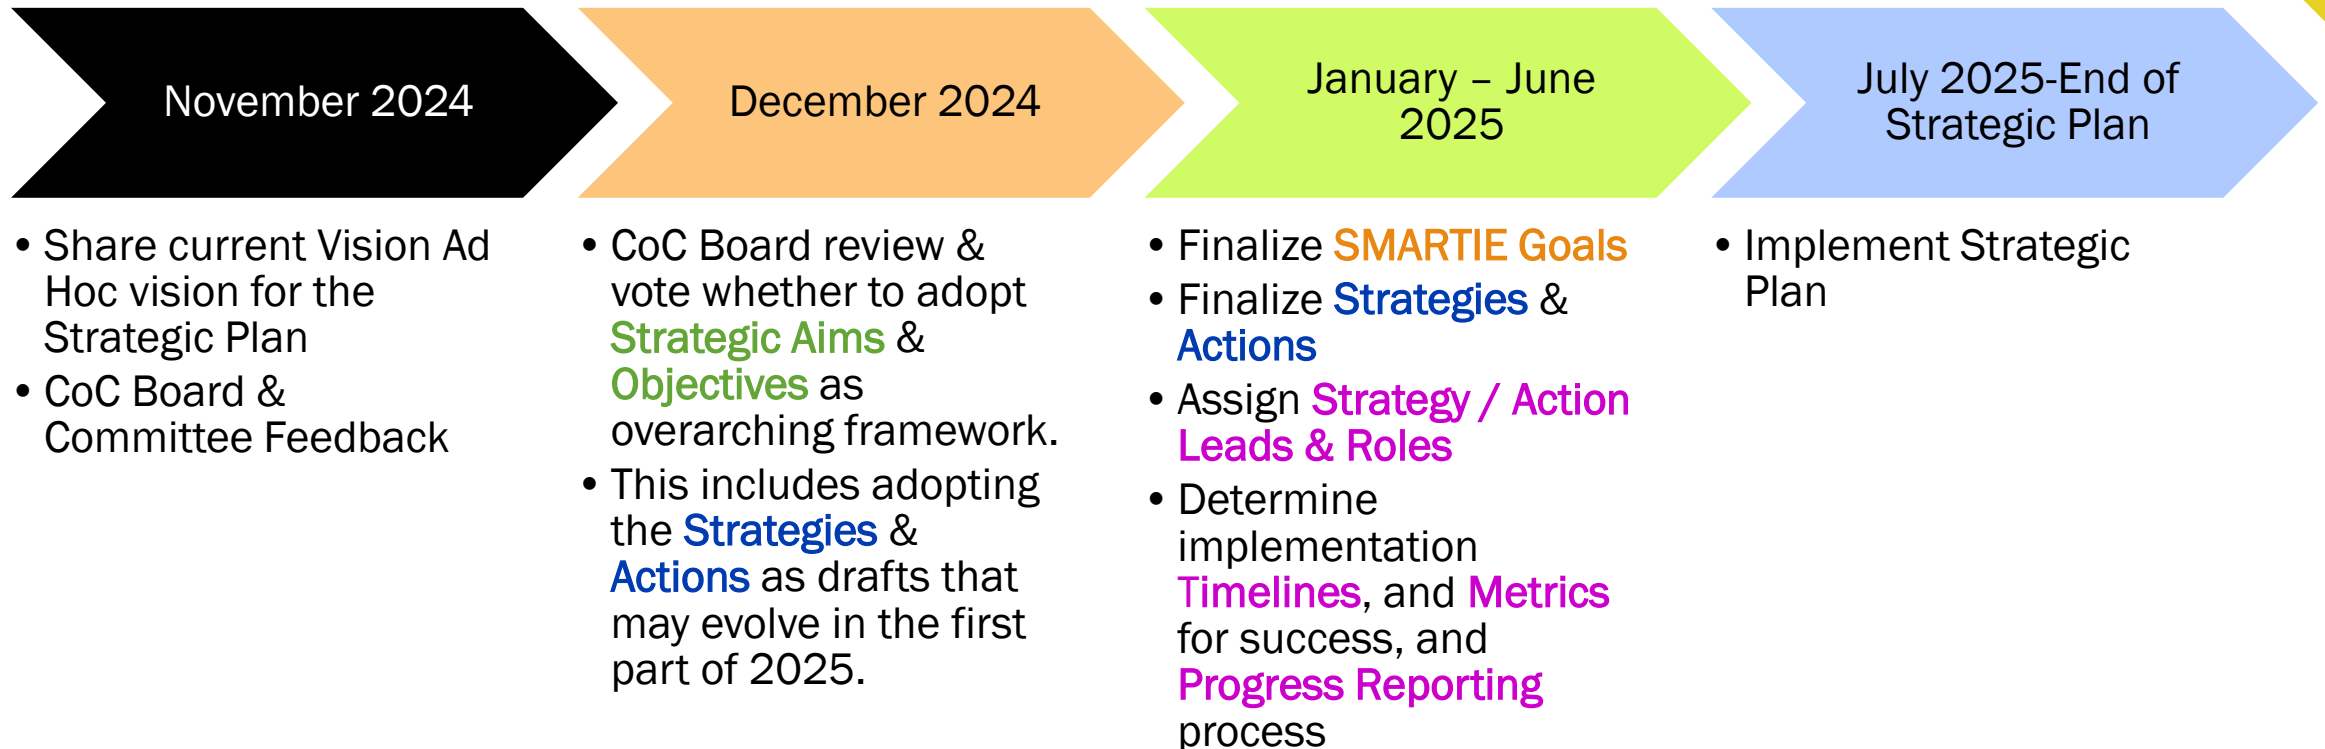 November 2024
• Share current Vision Ad
Hoc vision for the
Strategic Plan
• CoC Board &
Committee Feedback
December 2024
• CoC Board review &
vote whether to adopt
Strategic Aims &
Objectives as
overarching framework.
• This includes adopting
the Strategies &
Actions as drafts that
may evolve in the first
part of 2025.
January – June
2025
• Finalize SMARTIE Goals
• Finalize Strategies &
Actions
• Assign Strategy / Action
Leads & Roles
• Determine
implementation
Timelines, and Metrics
for success, and
Progress Reporting
process
July 2025-End of
Strategic Plan
• Implement Strategic
Plan